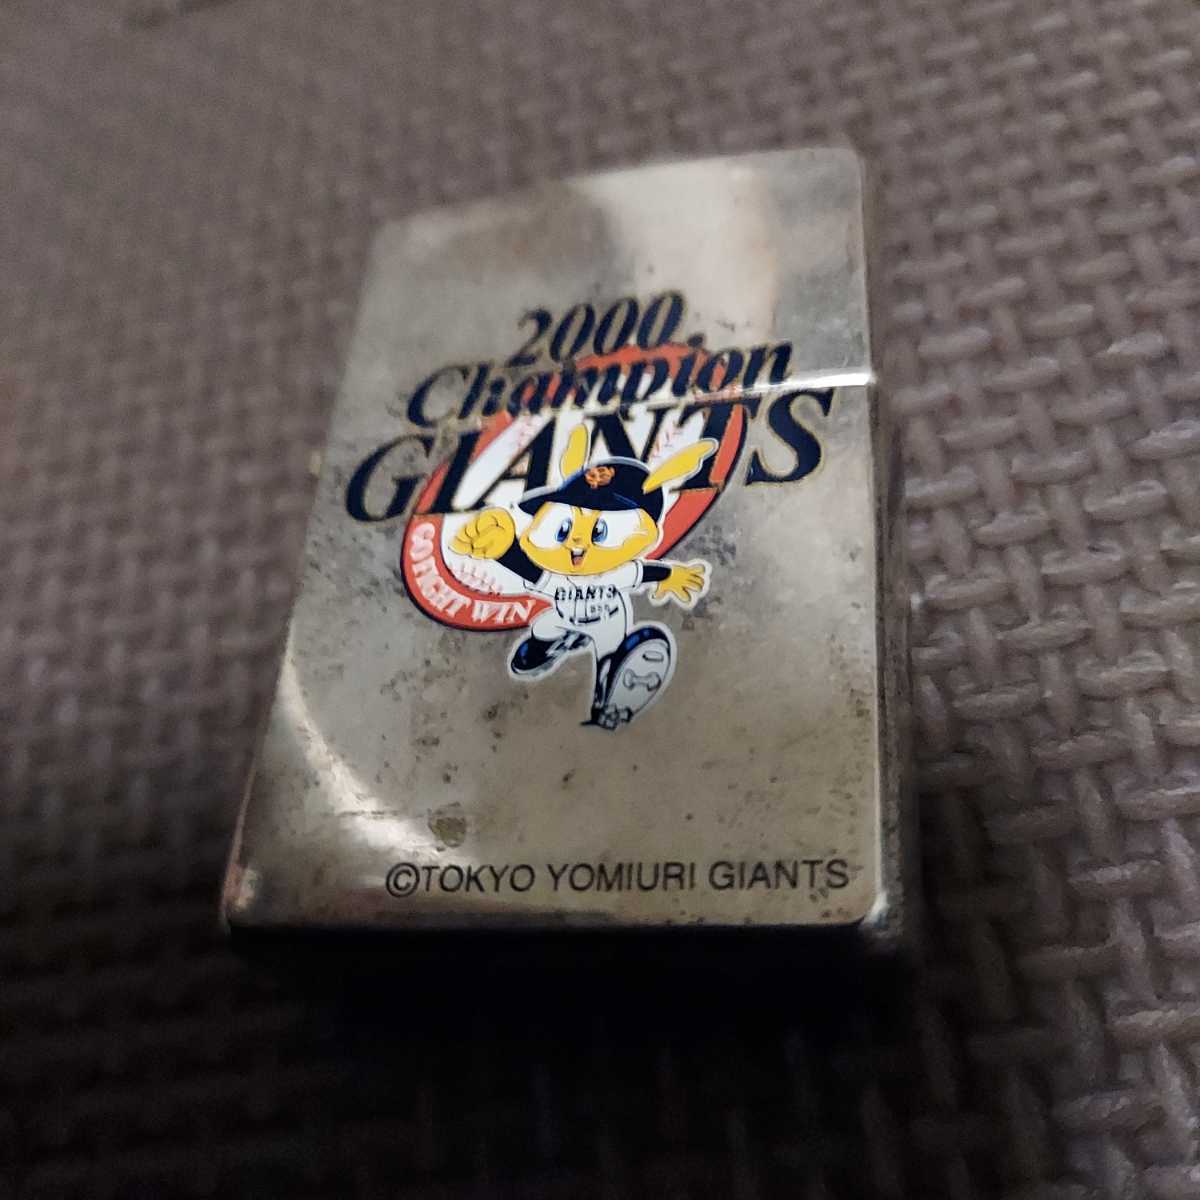 2000.
Champion
GIANTS
GO FIGHT WIN
GIANTS
©TOKYO YOMIURI GIANTS